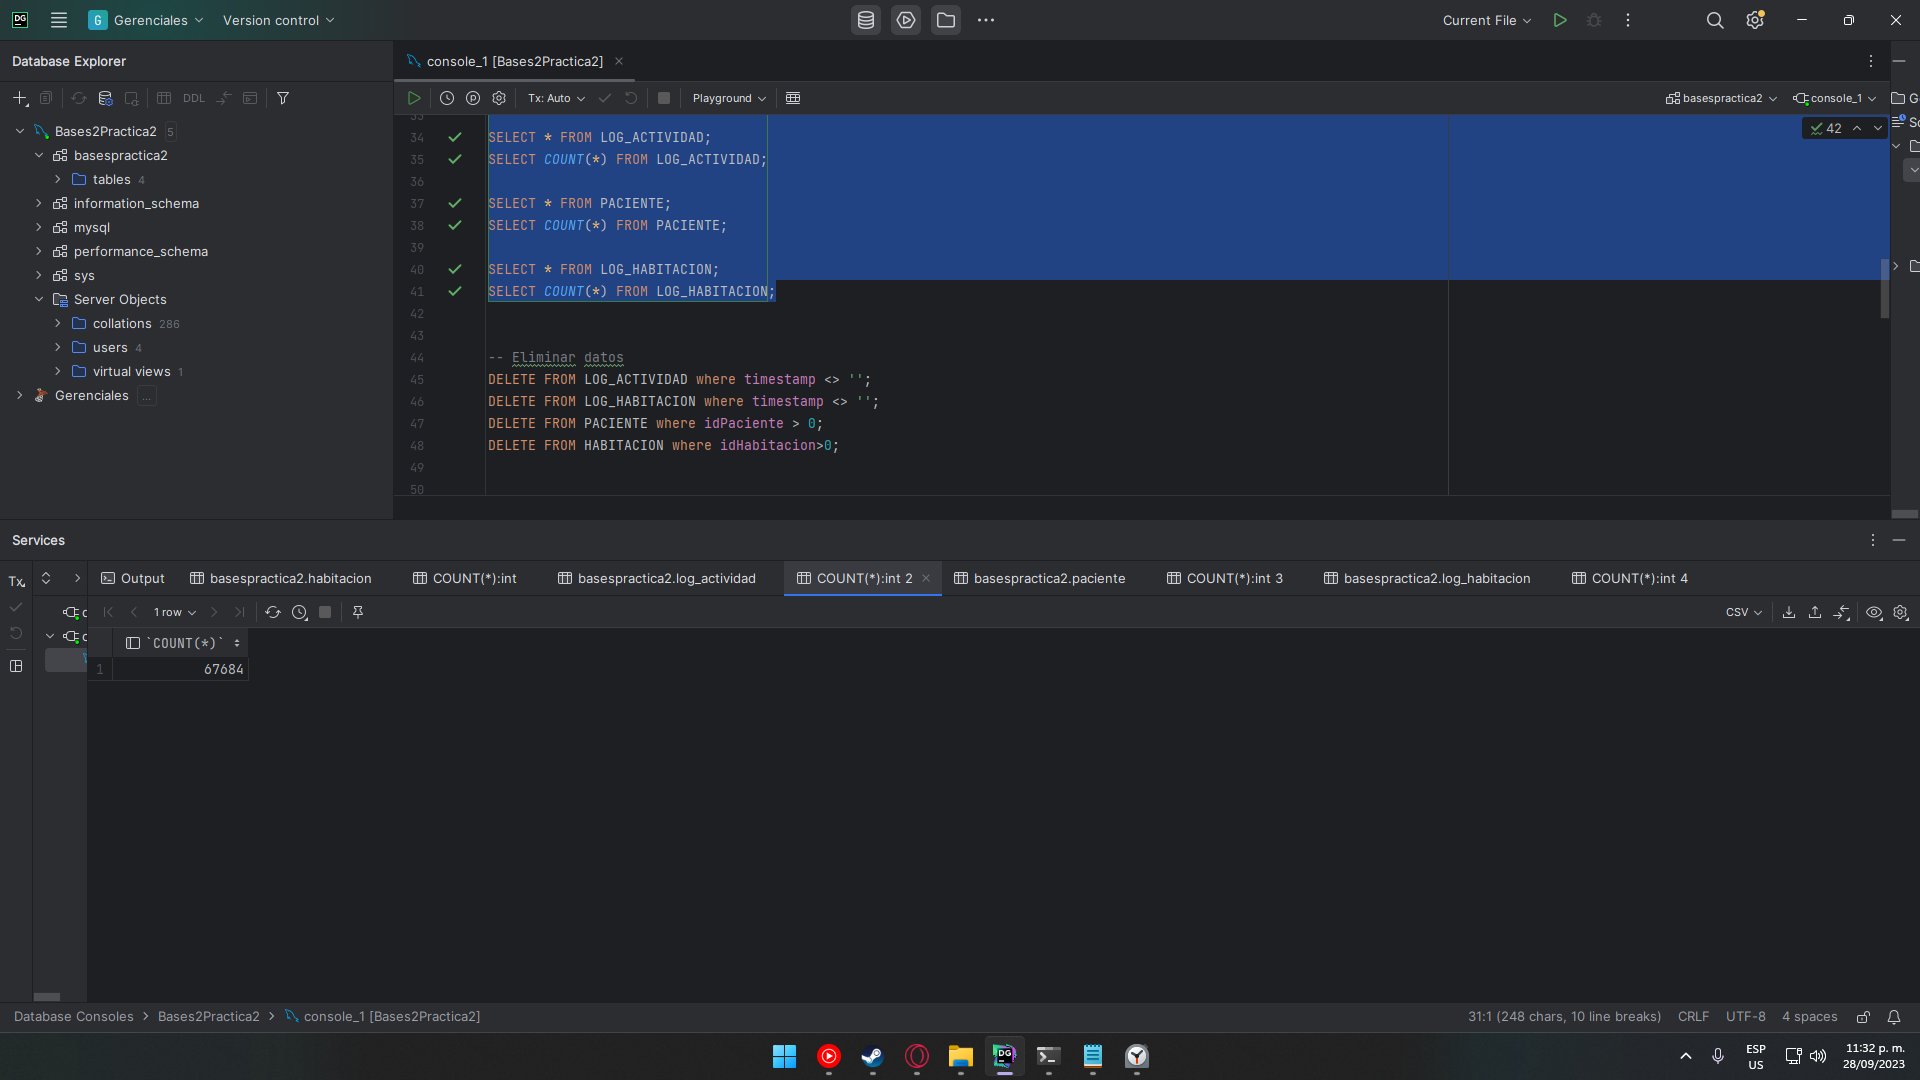 DG
G Gerenciales
Version control
Current File
Database Explorer
console_1 [Bases2Practica2]
DDL
Tx: Auto
Playground
basespractica2
console_1
Bases2Practica2 5
basespractica2
tables 4
information_schema
mysql
performance_schema
sys
Server Objects
collations 286
users 4
virtual views 1
Gerenciales ...
42
33
34 SELECT * FROM LOG_ACTIVIDAD;
35 SELECT COUNT(*) FROM LOG_ACTIVIDAD;
36
37 SELECT * FROM PACIENTE;
38 SELECT COUNT(*) FROM PACIENTE;
39
40 SELECT * FROM LOG_HABITACION;
41 SELECT COUNT(*) FROM LOG_HABITACION;
42
43
44 -- Eliminar datos
45 DELETE FROM LOG_ACTIVIDAD where timestamp <> '';
46 DELETE FROM LOG_HABITACION where timestamp <> '';
47 DELETE FROM PACIENTE where idPaciente > 0;
48 DELETE FROM HABITACION where idHabitacion>0;
49
50
Services
Tx
Output
basespractica2.habitacion
COUNT(*):int
basespractica2.log_actividad
COUNT(*):int 2
basespractica2.paciente
COUNT(*):int 3
basespractica2.log_habitacion
COUNT(*):int 4
1 row
CSV
`COUNT(*)`
1 67684
Database Consoles > Bases2Practica2 > console_1 [Bases2Practica2]
31:1 (248 chars, 10 line breaks)
CRLF
UTF-8
4 spaces
DG
ESP
US
11:32 p. m.
28/09/2023